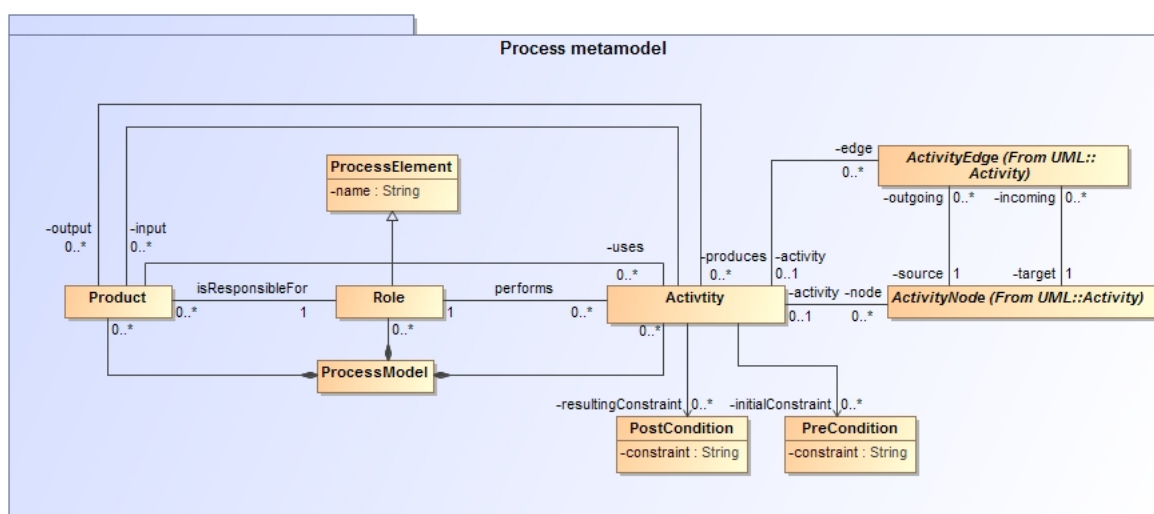 Process metamodel
ProcessElement
-name : String
-edge
0..*
ActivityEdge (From UML::
Activity)
-outgoing
0..*
-incoming
0..*
-output
0..*
-input
0..*
-uses
0..*
-produces
0..*
-activity
0..1
-source
1
-target
1
Product
isResponsibleFor
0..*
1
Role
performs
1
0..*
Activtity
-activity
0..1
-node
0..*
ActivityNode (From UML::Activity)
0..*
0..*
0..*
ProcessModel
-resultingConstraint
0..*
-initialConstraint
0..*
PostCondition
-constraint : String
PreCondition
-constraint : String